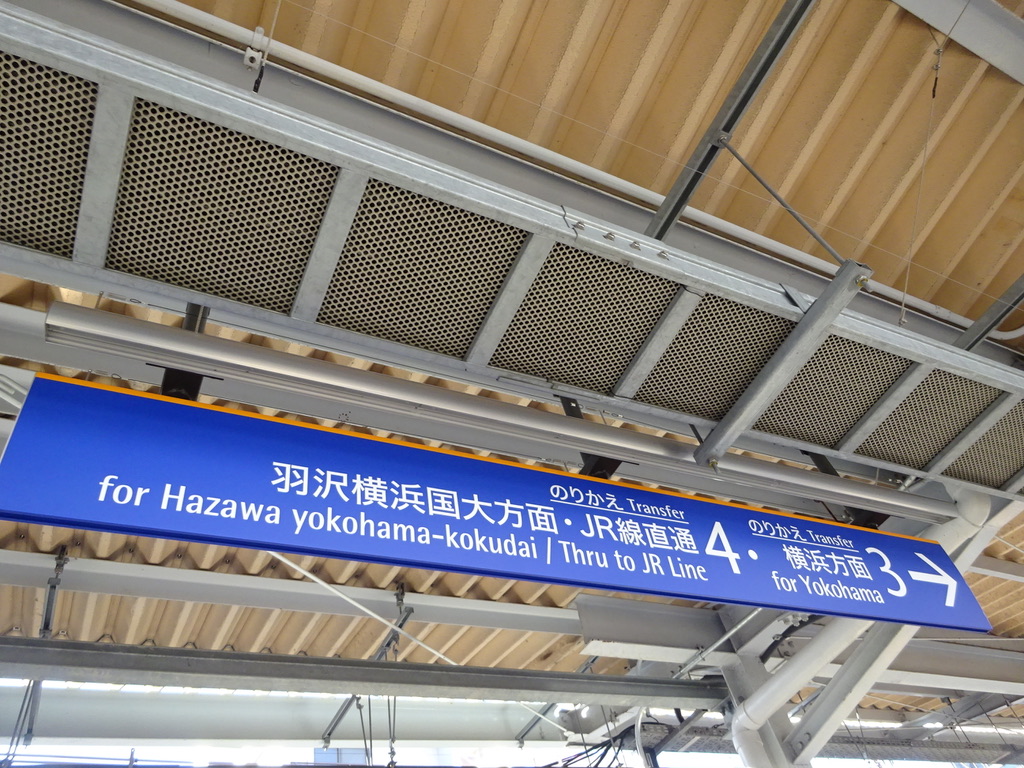 のりかえ Transfer
羽沢横浜国大方面・JR線直通 4・
for Hazawa yokohama-kokudai / Thru to JR Line
のりかえ Transfer
横浜方面 3 →
for Yokohama